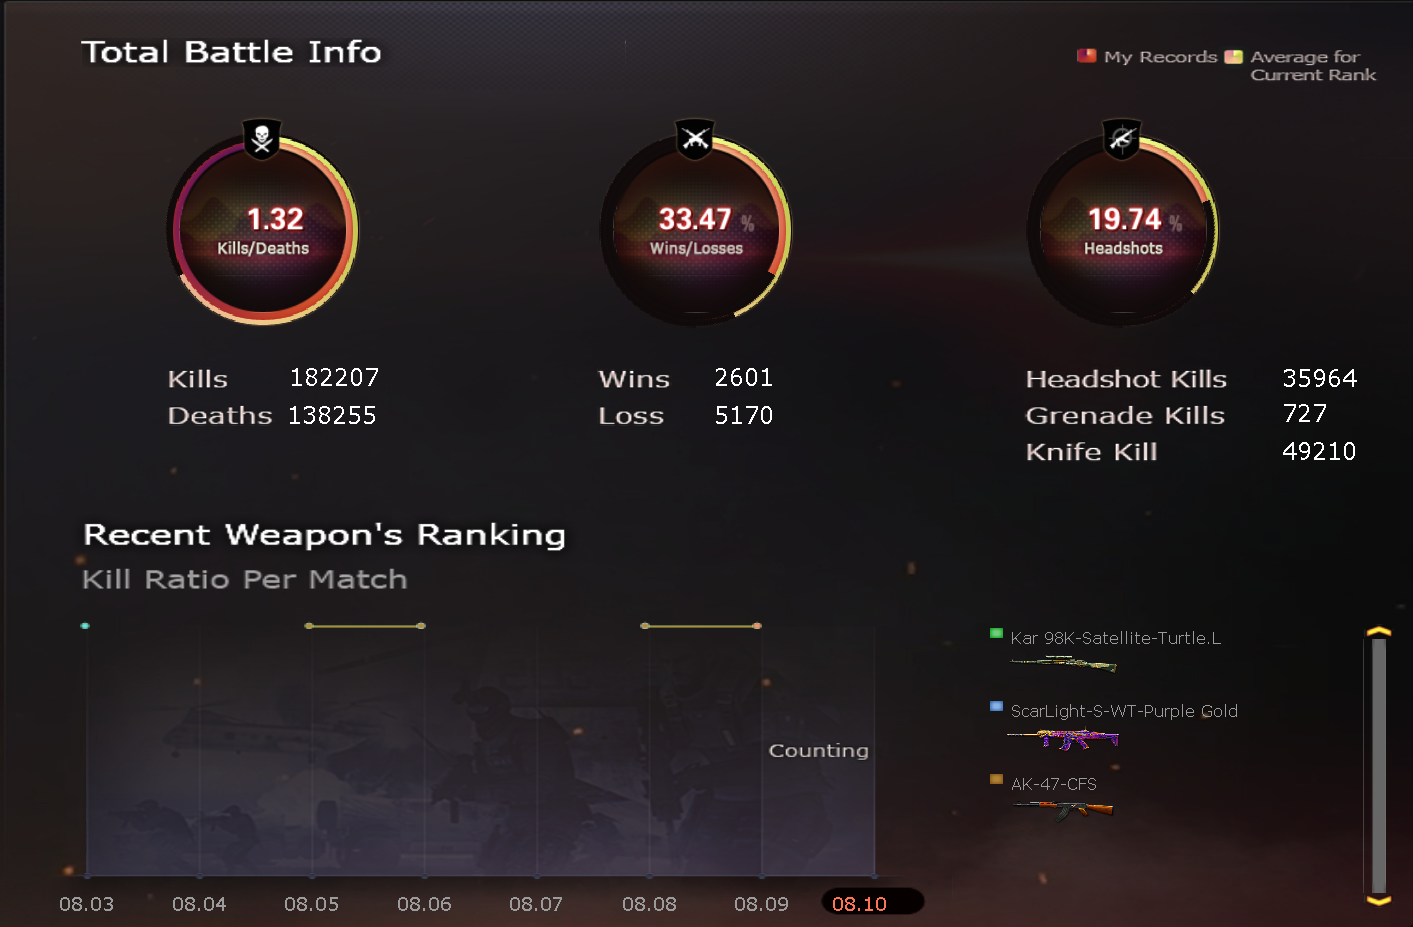 Total Battle Info
My Records
Average for
Current Rank
1.32
Kills/Deaths
33.47 %
Wins/Losses
19.74 %
Headshots
Kills 182207
Deaths 138255
Wins 2601
Loss 5170
Headshot Kills 35964
Grenade Kills 727
Knife Kill 49210
Recent Weapon's Ranking
Kill Ratio Per Match
Counting
08.03 08.04 08.05 08.06 08.07 08.08 08.09 08.10
Kar 98K-Satellite-Turtle.L
ScarLight-S-WT-Purple Gold
AK-47-CFS